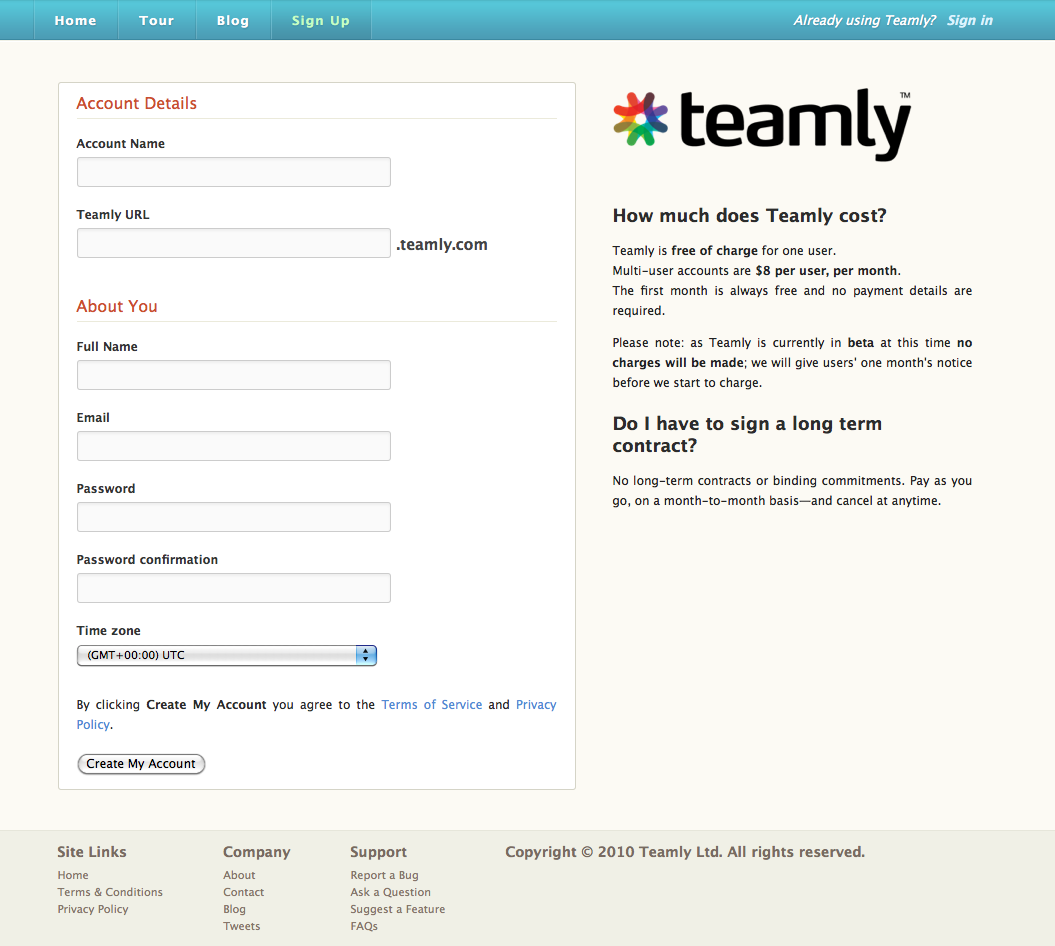 Home Tour Blog Sign Up Already using Teamly? Sign in
Account Details
Account Name
Teamly URL
.teamly.com
About You
Full Name
Email
Password
Password confirmation
Time zone
(GMT+00:00) UTC
By clicking Create My Account you agree to the Terms of Service and Privacy
Policy.
Create My Account
teamly™
How much does Teamly cost?
Teamly is free of charge for one user.
Multi-user accounts are $8 per user, per month.
The first month is always free and no payment details are
required.
Please note: as Teamly is currently in beta at this time no
charges will be made; we will give users' one month's notice
before we start to charge.
Do I have to sign a long term
contract?
No long-term contracts or binding commitments. Pay as you
go, on a month-to-month basis—and cancel at anytime.
Site Links
Home
Terms & Conditions
Privacy Policy
Company
About
Contact
Blog
Tweets
Support
Report a Bug
Ask a Question
Suggest a Feature
FAQs
Copyright © 2010 Teamly Ltd. All rights reserved.